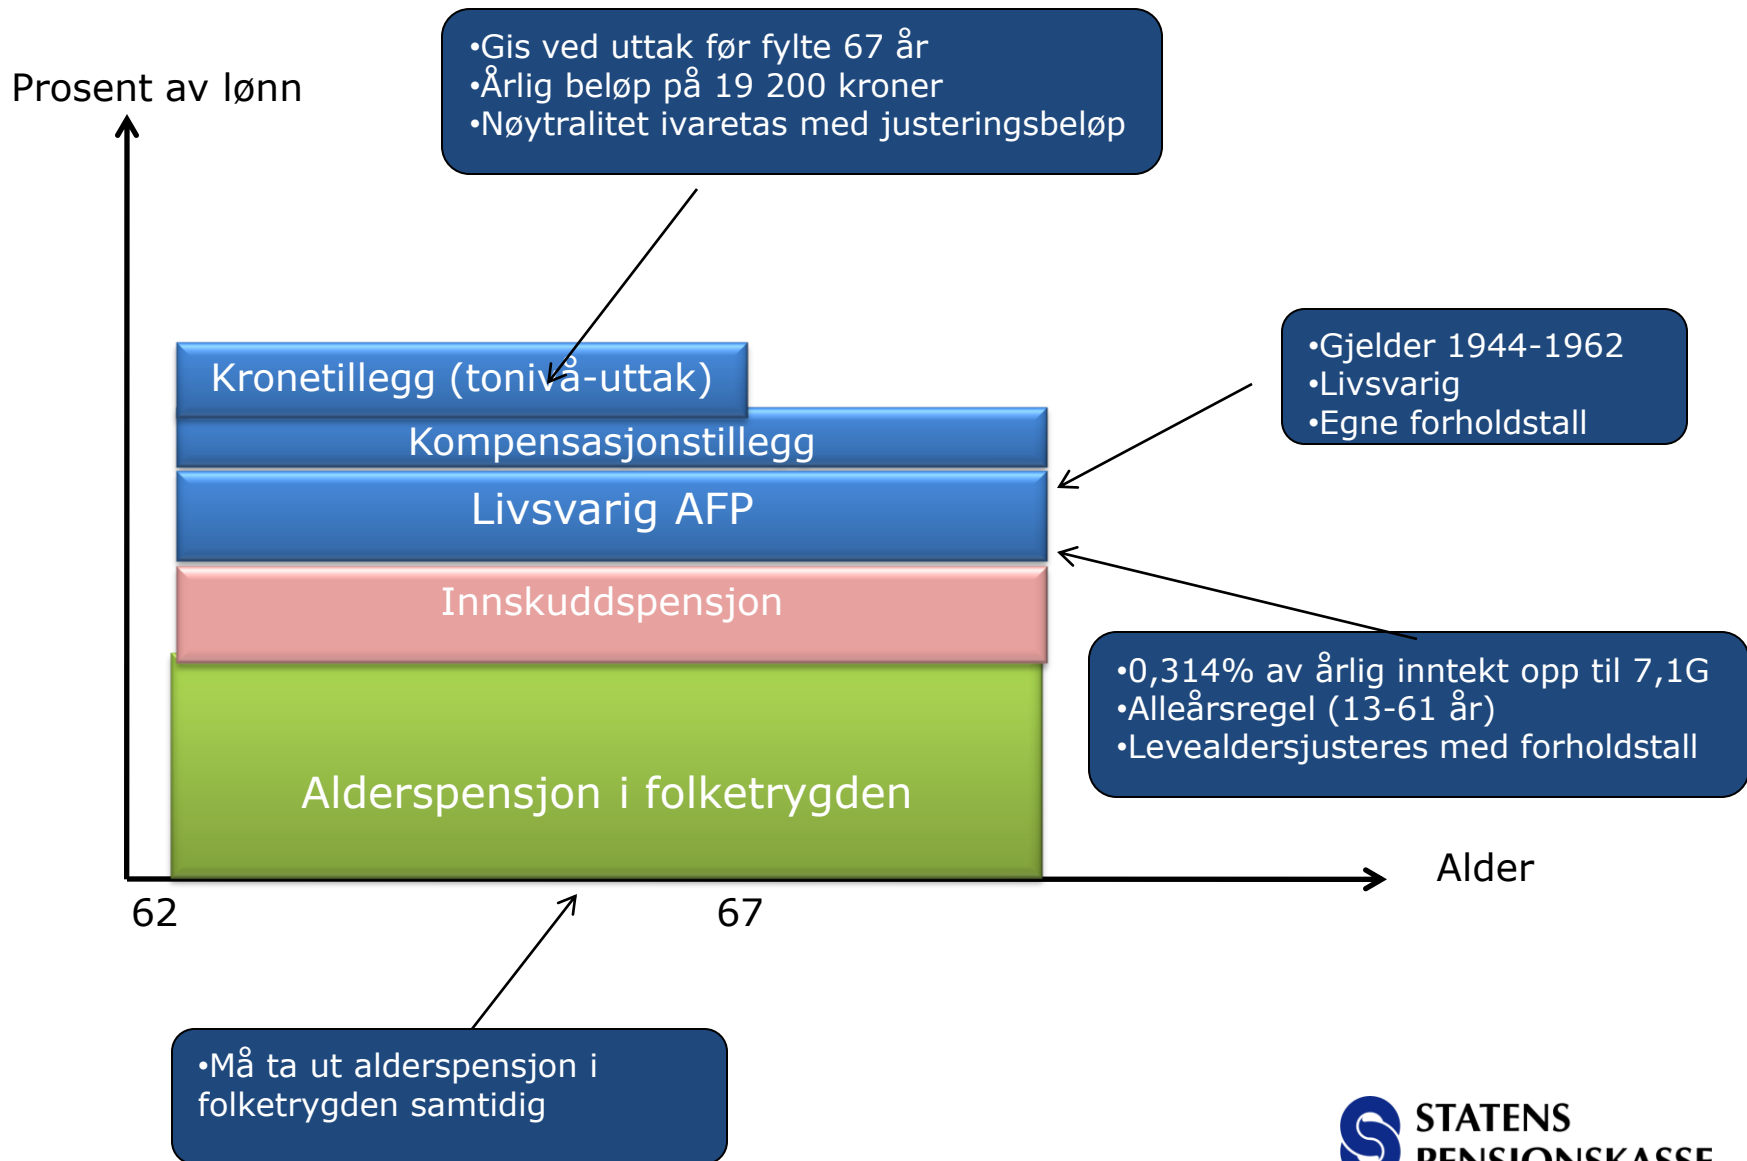 •Gis ved uttak før fylte 67 år
•Årlig beløp på 19 200 kroner
•Nøytralitet ivaretas med justeringsbeløp
Prosent av lønn
•Gjelder 1944-1962
•Livsvarig
•Egne forholdstall
Kronetillegg (tonivå-uttak)
Kompensasjonstillegg
Livsvarig AFP
Innskuddspensjon
•0,314% av årlig inntekt opp til 7,1G
•Alleårsregel (13-61 år)
•Levealdersjusteres med forholdstall
Alderspensjon i folketrygden
Alder
62
67
•Må ta ut alderspensjon i
folketrygden samtidig
STATENS
PENSJONSKASSE